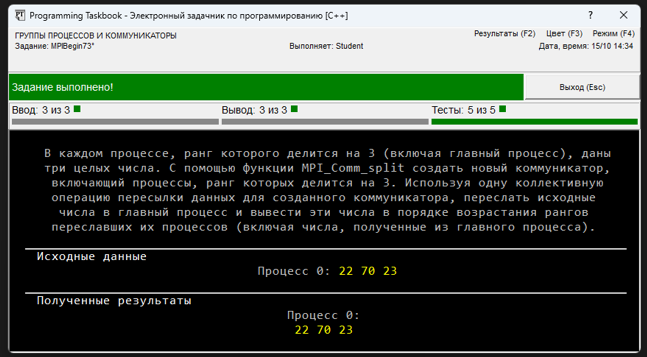 Programming Taskbook - Электронный задачник по программированию [C++]
ГРУППЫ ПРОЦЕССОВ И КОММУНИКАТОРЫ
Результаты (F2) Цвет (F3) Режим (F4)
Задание: MPIBegin73°
Выполняет: Student
Дата, время: 15/10 14:34
Задание выполнено!
Выход (Esc)
Ввод: 3 из 3
Вывод: 3 из 3
Тесты: 5 из 5
В каждом процессе, ранг которого делится на 3 (включая главный процесс), даны
три целых числа. С помощью функции MPI_Comm_split создать новый коммуникатор,
включающий процессы, ранг которых делится на 3. Используя одну коллективную
операцию пересылки данных для созданного коммуникатора, переслать исходные
числа в главный процесс и вывести эти числа в порядке возрастания рангов
переславших их процессов (включая числа, полученные из главного процесса).
Исходные данные
Процесс 0: 22 70 23
Полученные результаты
Процесс 0:
22 70 23